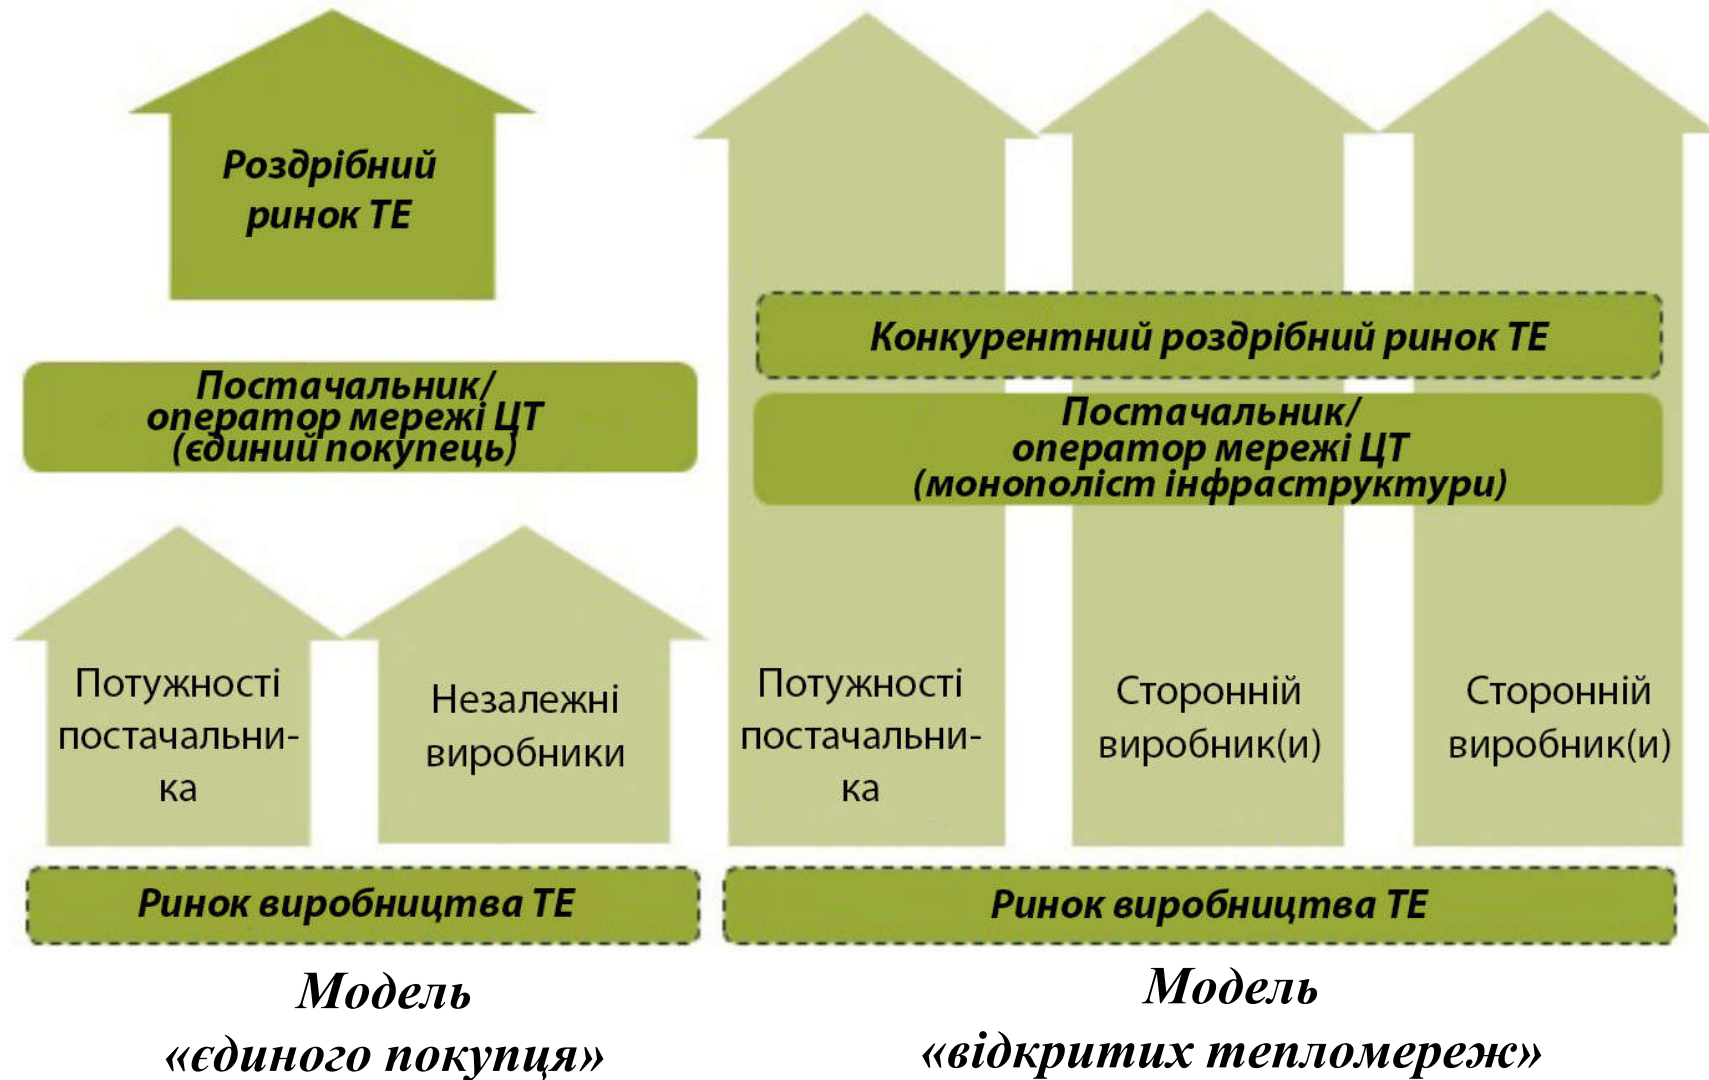 Роздрібний
ринок ТЕ
Постачальник/
оператор мережі ЦТ
(єдиний покупець)
Потужності
постачальни-
ка
Незалежні
виробники
Ринок виробництва ТЕ
Модель
«єдиного покупця»
Конкурентний роздрібний ринок ТЕ
Постачальник/
оператор мережі ЦТ
(монополіст інфраструктури)
Потужності
постачальни-
ка
Сторонній
виробник(и)
Сторонній
виробник(и)
Ринок виробництва ТЕ
Модель
«відкритих тепломереж»